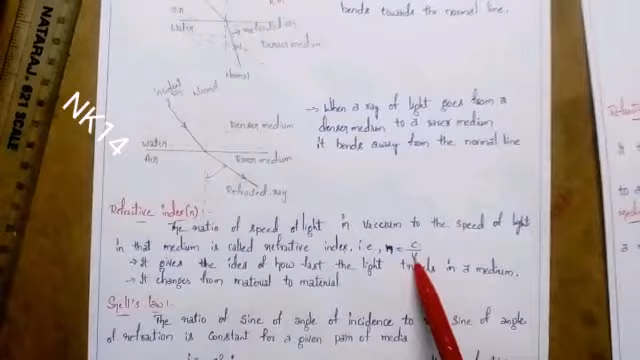 bends towards the normal line.
Water
Denser medium
Normal
NATARAJ. 621 SCALE
NK14
Incident ray Normal
Denser medium
Water
Air
Rarer medium
Refracted ray
→ When a ray of light goes from a
denser medium to a rarer medium
it bends away from the normal line
Refractive index(n) :-
The ratio of speed of light in vaccum to the speed of light
in that medium is called refractive index. i.e, n = c/v
→ It gives the idea of how fast the light travels in a medium.
→ It changes from material to material
Snell's law :-
The ratio of sine of angle of incidence to sine of angle
of refraction is constant for a given pair of media